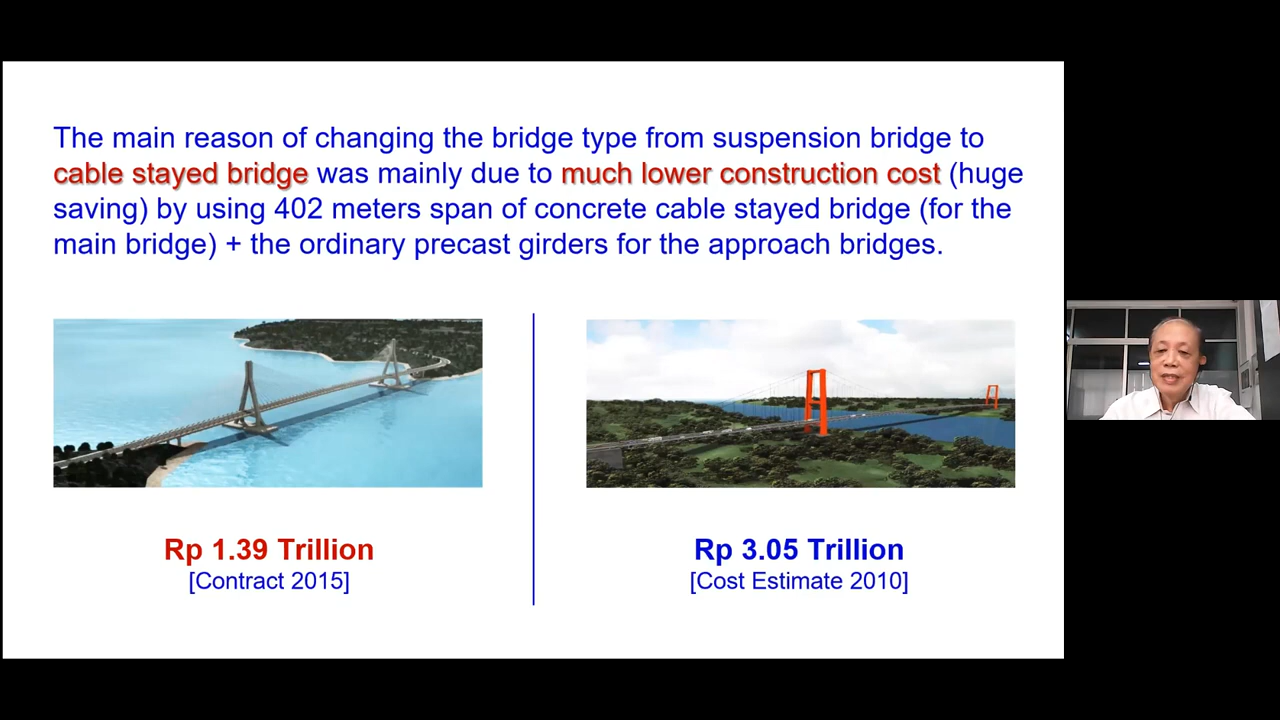 The main reason of changing the bridge type from suspension bridge to
cable stayed bridge was mainly due to much lower construction cost (huge
saving) by using 402 meters span of concrete cable stayed bridge (for the
main bridge) + the ordinary precast girders for the approach bridges.
Rp 1.39 Trillion
[Contract 2015]
Rp 3.05 Trillion
[Cost Estimate 2010]